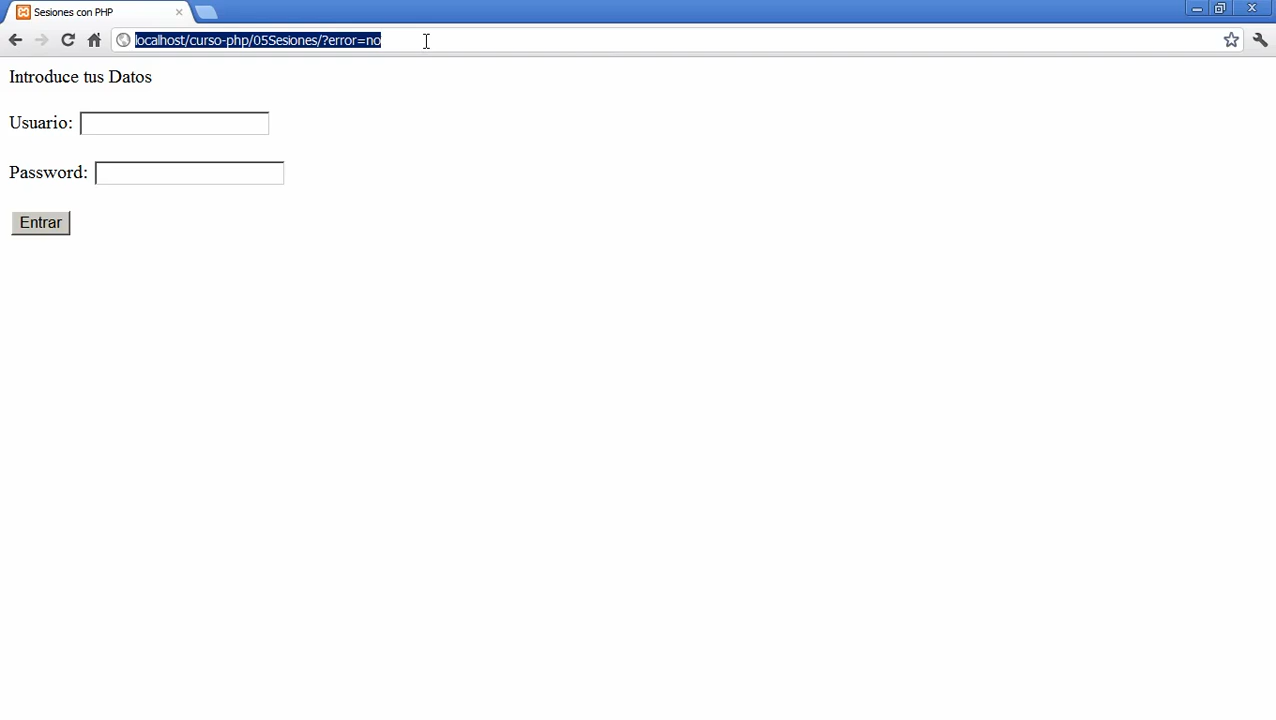 Sesiones con PHP
localhost/curso-php/05Sesiones/?error=no
Introduce tus Datos
Usuario:
Password:
Entrar